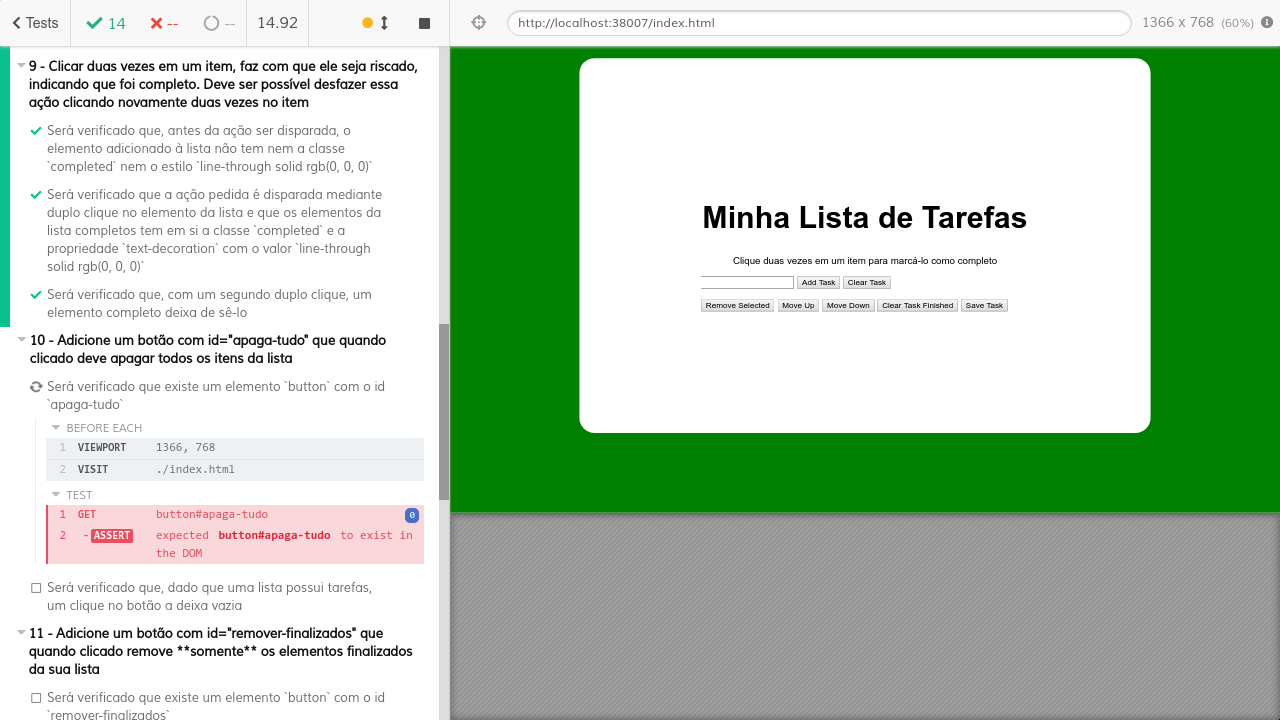 Tests
14
--
--
14.92
http://localhost:38007/index.html
1366 x 768 (60%)
9 - Clicar duas vezes em um item, faz com que ele seja riscado,
indicando que foi completo. Deve ser possível desfazer essa
ação clicando novamente duas vezes no item
Será verificado que, antes da ação ser disparada, o
elemento adicionado à lista não tem nem a classe
`completed` nem o estilo `line-through solid rgb(0, 0, 0)`
Será verificado que a ação pedida é disparada mediante
duplo clique no elemento da lista e que os elementos da
lista completos tem em si a classe `completed` e a
propriedade `text-decoration` com o valor `line-through
solid rgb(0, 0, 0)`
Será verificado que, com um segundo duplo clique, um
elemento completo deixa de sê-lo
10 - Adicione um botão com id="apaga-tudo" que quando
clicado deve apagar todos os itens da lista
Será verificado que existe um elemento `button` com o id
`apaga-tudo`
BEFORE EACH
1 VIEWPORT 1366, 768
2 VISIT ./index.html
TEST
1 GET button#apaga-tudo 0
2 -ASSERT expected button#apaga-tudo to exist in
the DOM
Será verificado que, dado que uma lista possui tarefas,
um clique no botão a deixa vazia
11 - Adicione um botão com id="remover-finalizados" que
quando clicado remove **somente** os elementos finalizados
da sua lista
Será verificado que existe um elemento `button` com o id
`remover-finalizados`
Minha Lista de Tarefas
Clique duas vezes em um item para marcá-lo como completo
Add Task Clear Task
Remove Selected Move Up Move Down Clear Task Finished Save Task